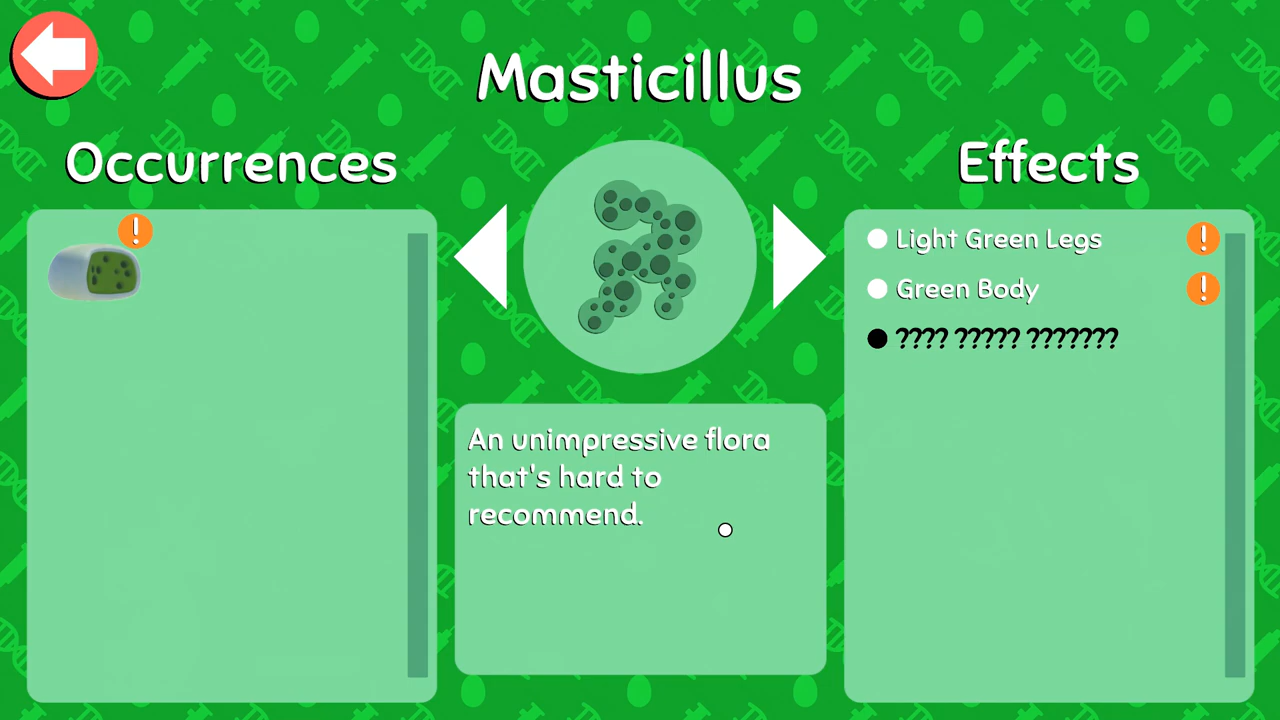 Masticillus
Occurrences
Effects
!
Light Green Legs !
Green Body !
???? ????? ???????
An unimpressive flora
that's hard to
recommend.